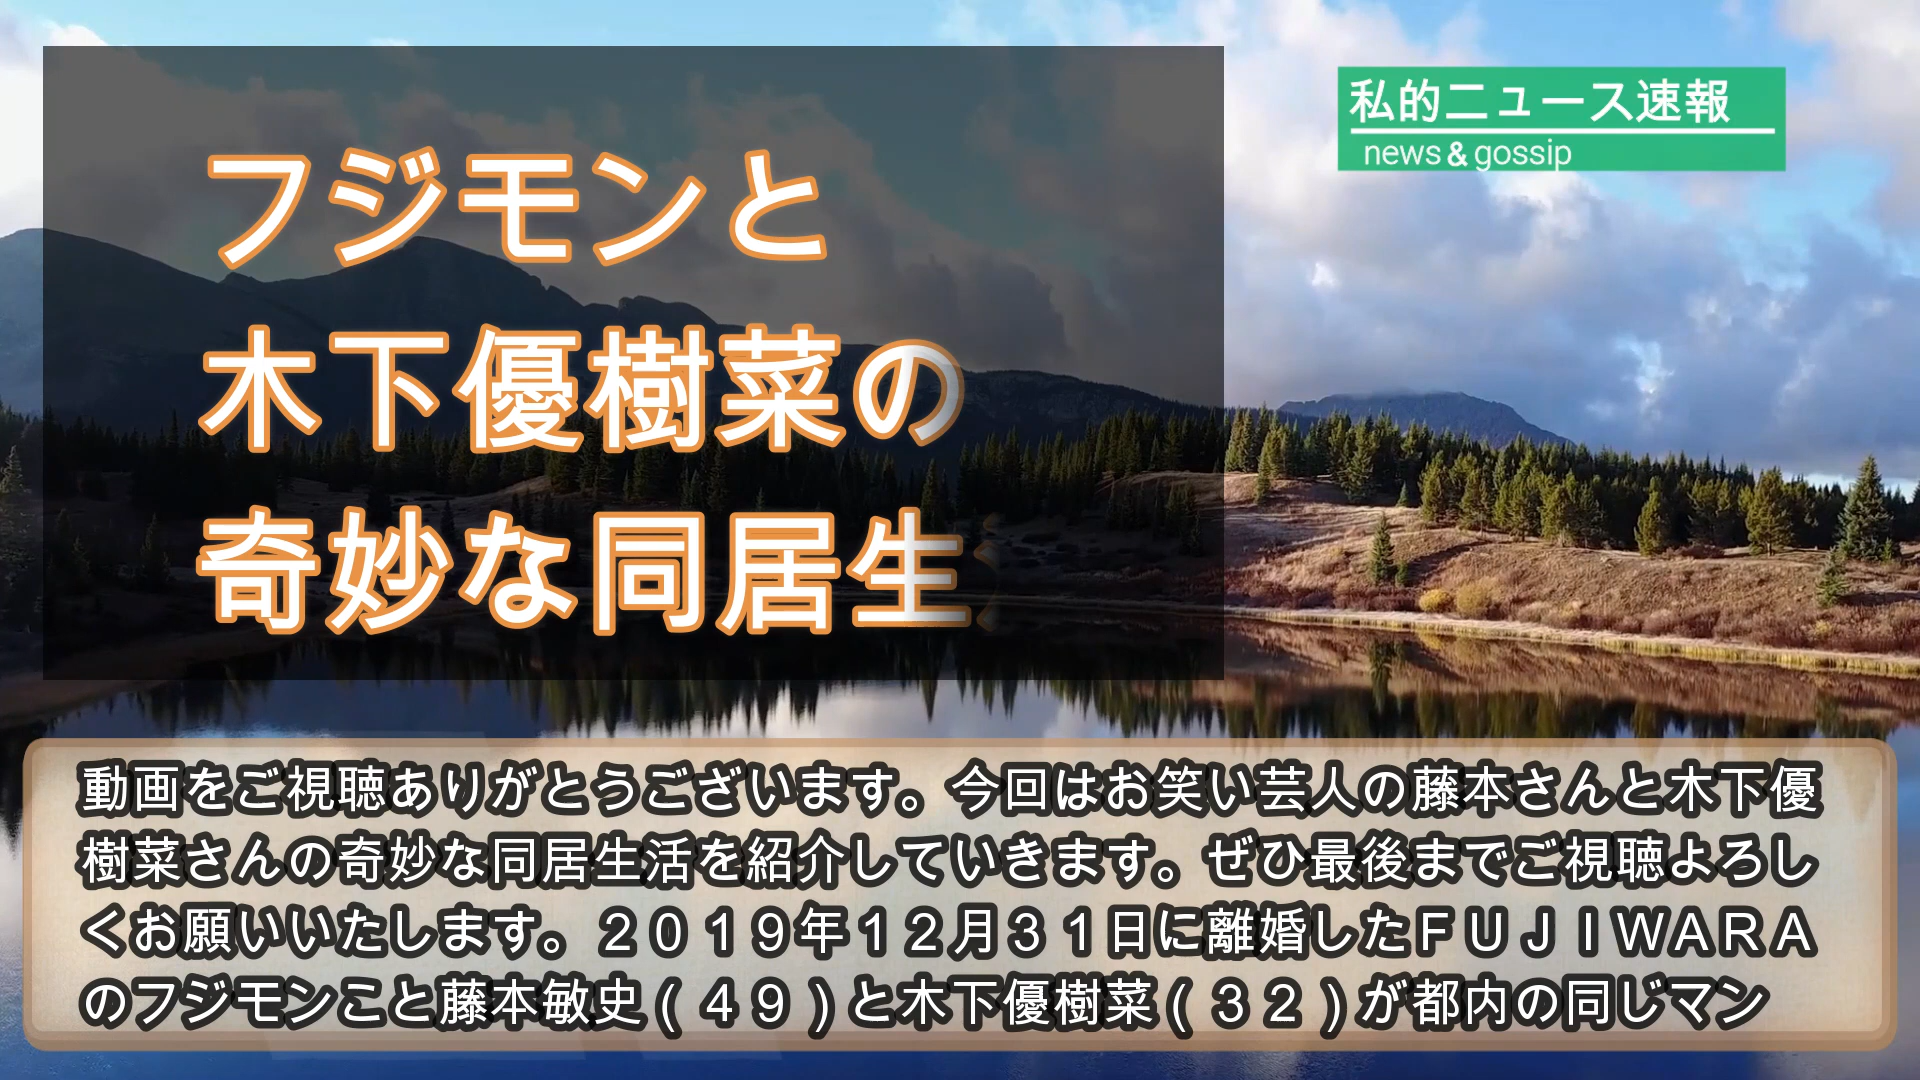 フジモンと
木下優樹菜の
奇妙な同居生
私的ニュース速報
news & gossip
動画をご視聴ありがとうございます。今回はお笑い芸人の藤本さんと木下優
樹菜さんの奇妙な同居生活を紹介していきます。ぜひ最後までご視聴よろし
くお願いいたします。２０１９年１２月３１日に離婚したＦＵＪＩＷＡＲＡ
のフジモンこと藤本敏史(４９)と木下優樹菜(３２)が都内の同じマン